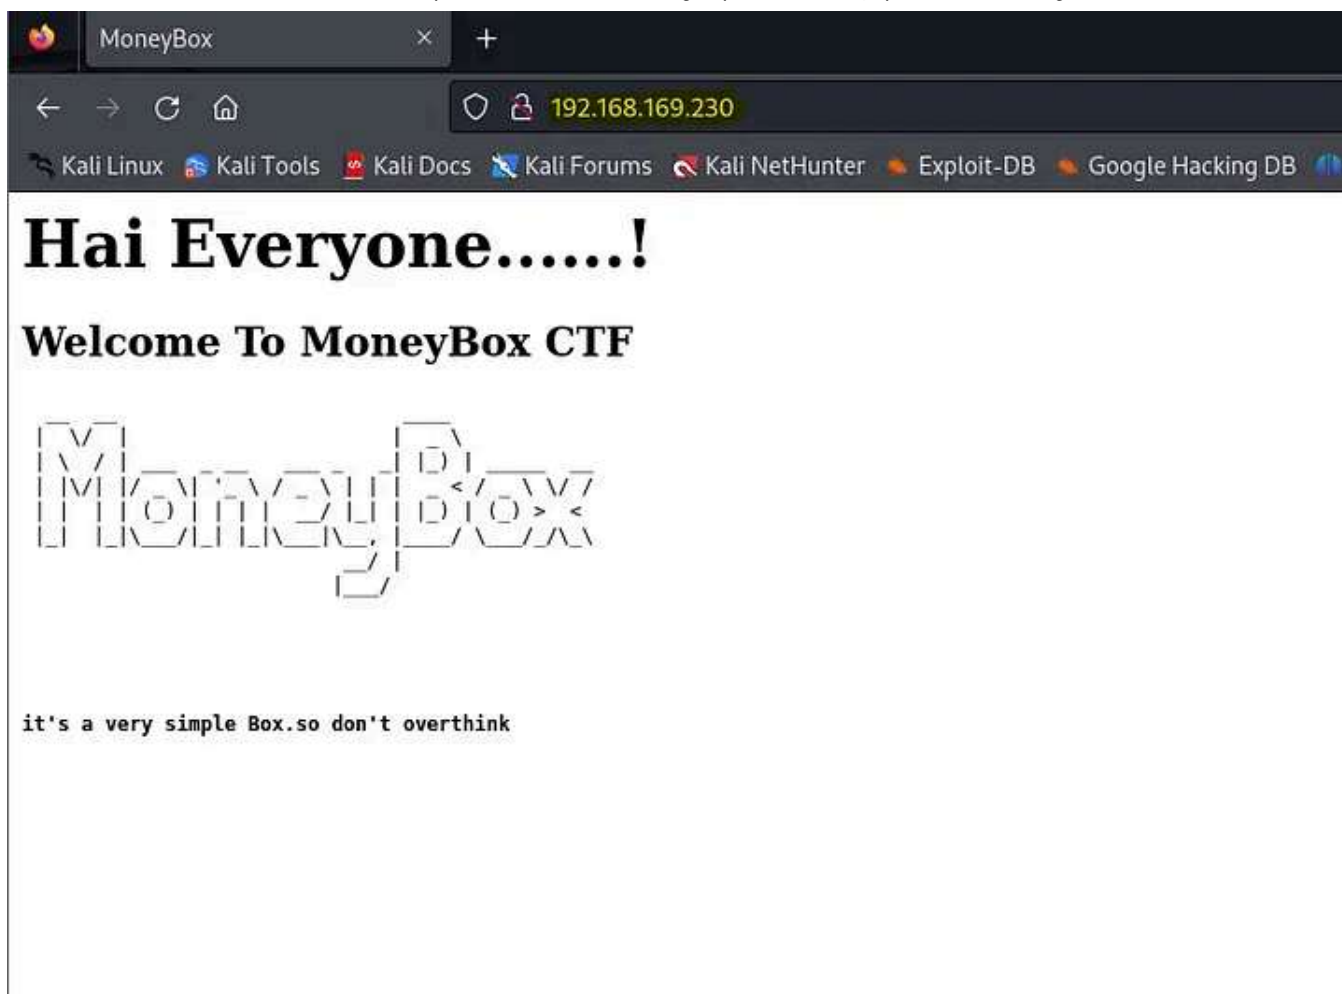 MoneyBox
192.168.169.230
Kali Linux Kali Tools Kali Docs Kali Forums Kali NetHunter Exploit-DB Google Hacking DB
Hai Everyone......!
Welcome To MoneyBox CTF
MoneyBox
it's a very simple Box.so don't overthink